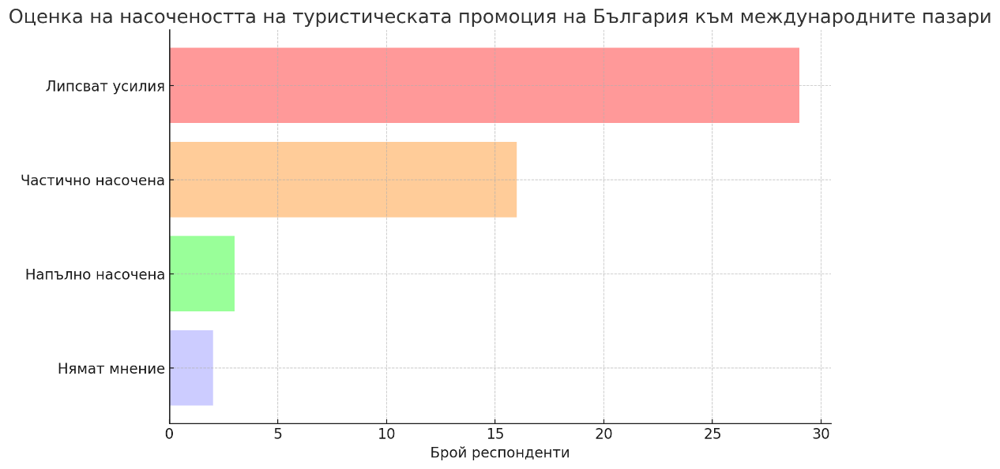 Оценка на насочеността на туристическата промоция на България към международните пазари
Липсват усилия
Частично насочена
Напълно насочена
Нямат мнение
0 5 10 15 20 25 30
Брой респонденти